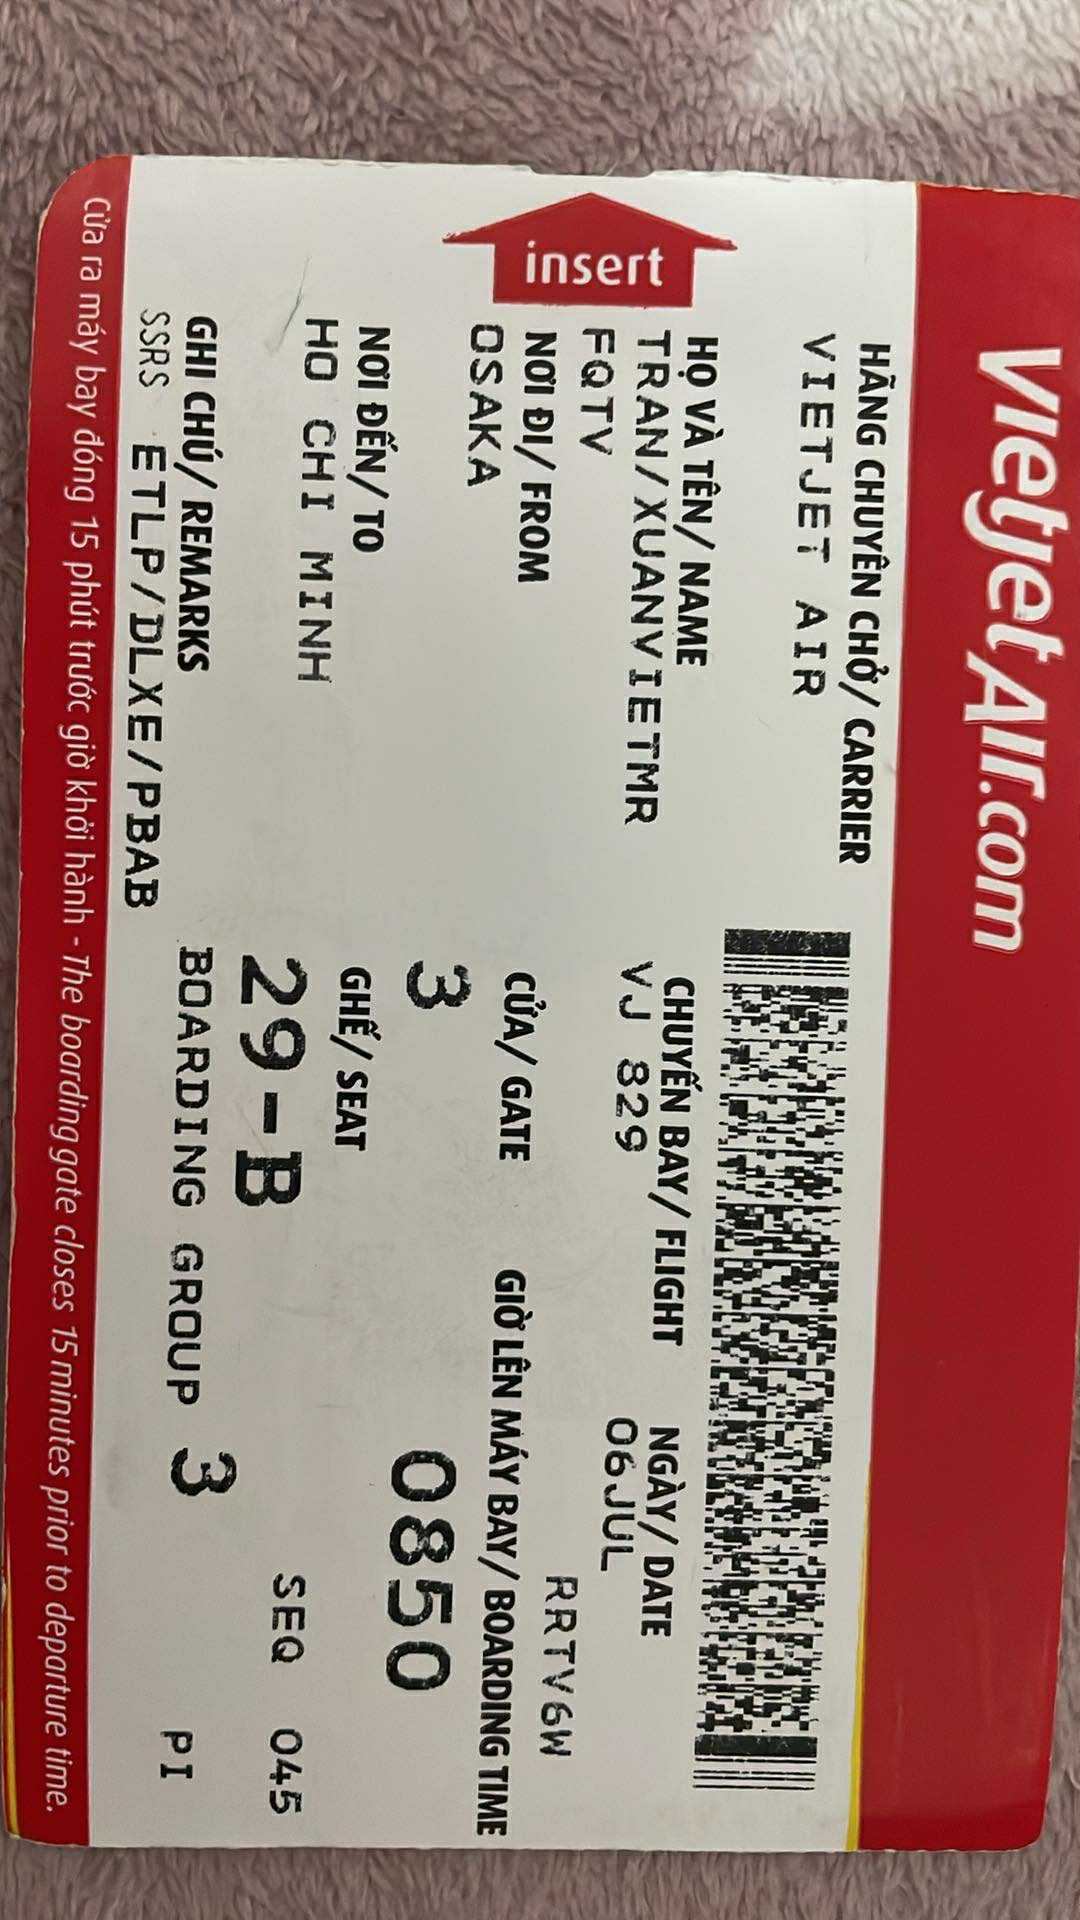 Vietjet Air.com
HÃNG CHUYÊN CHỞ/ CARRIER
VIETJET AIR
HỌ VÀ TÊN/ NAME
TRAN/XUANVIETMR
FQTV
CHUYẾN BAY/ FLIGHT
VJ 829
NGÀY/ DATE
06JUL
insert
NƠI ĐI/ FROM
OSAKA
RRTV6W
CỬA/ GATE
3
GIỜ LÊN MÁY BAY/ BOARDING TIME
0850
NƠI ĐẾN/ TO
HO CHI MINH
GHẾ/ SEAT
29-B
SEQ 045
GHI CHÚ/ REMARKS
SSRS ETLP/DLXE/PBAB
BOARDING GROUP 3
PI
Cửa ra máy bay đóng 15 phút trước giờ khởi hành - The boarding gate closes 15 minutes prior to departure time.